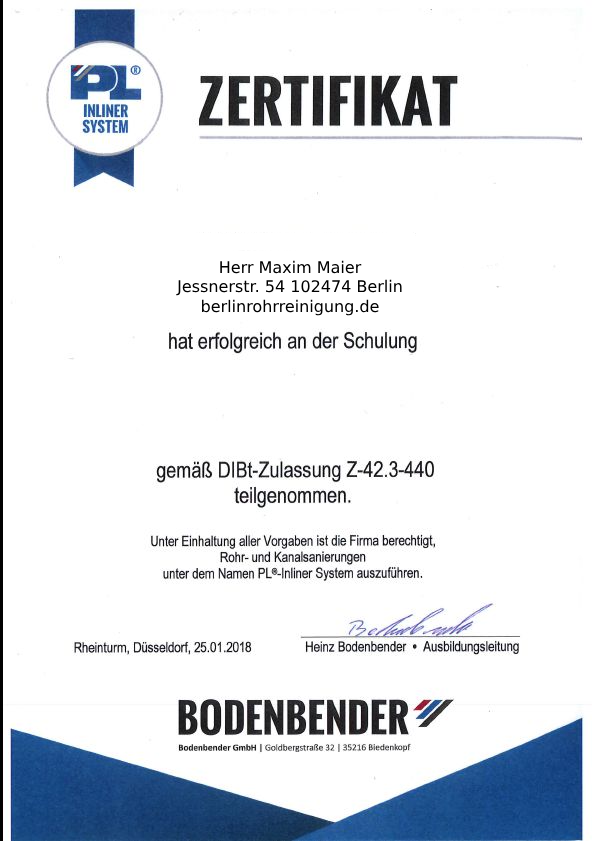 PL®
INLINER
SYSTEM
ZERTIFIKAT
Herr Maxim Maier
Jessnerstr. 54 102474 Berlin
berlinrohrreinigung.de
hat erfolgreich an der Schulung
gemäß DIBt-Zulassung Z-42.3-440
teilgenommen.
Unter Einhaltung aller Vorgaben ist die Firma berechtigt,
Rohr- und Kanalsanierungen
unter dem Namen PL®-Inliner System auszuführen.
Rheinturm, Düsseldorf, 25.01.2018
Heinz Bodenbender • Ausbildungsleitung
BODENBENDER
Bodenbender GmbH | Goldbergstraße 32 | 35216 Biedenkopf